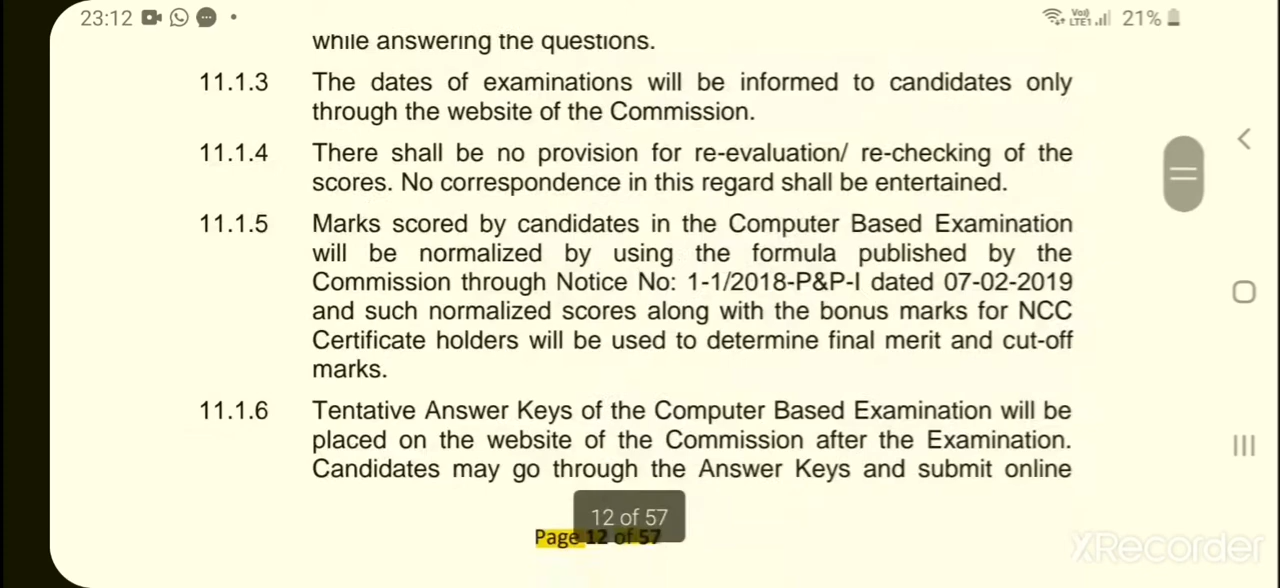 23:12 Vo) LTE1 21%
while answering the questions.
11.1.3 The dates of examinations will be informed to candidates only
through the website of the Commission.
11.1.4 There shall be no provision for re-evaluation/ re-checking of the
scores. No correspondence in this regard shall be entertained.
11.1.5 Marks scored by candidates in the Computer Based Examination
will be normalized by using the formula published by the
Commission through Notice No: 1-1/2018-P&P-I dated 07-02-2019
and such normalized scores along with the bonus marks for NCC
Certificate holders will be used to determine final merit and cut-off
marks.
11.1.6 Tentative Answer Keys of the Computer Based Examination will be
placed on the website of the Commission after the Examination.
Candidates may go through the Answer Keys and submit online
12 of 57
Page 12 of 57
XRecorder